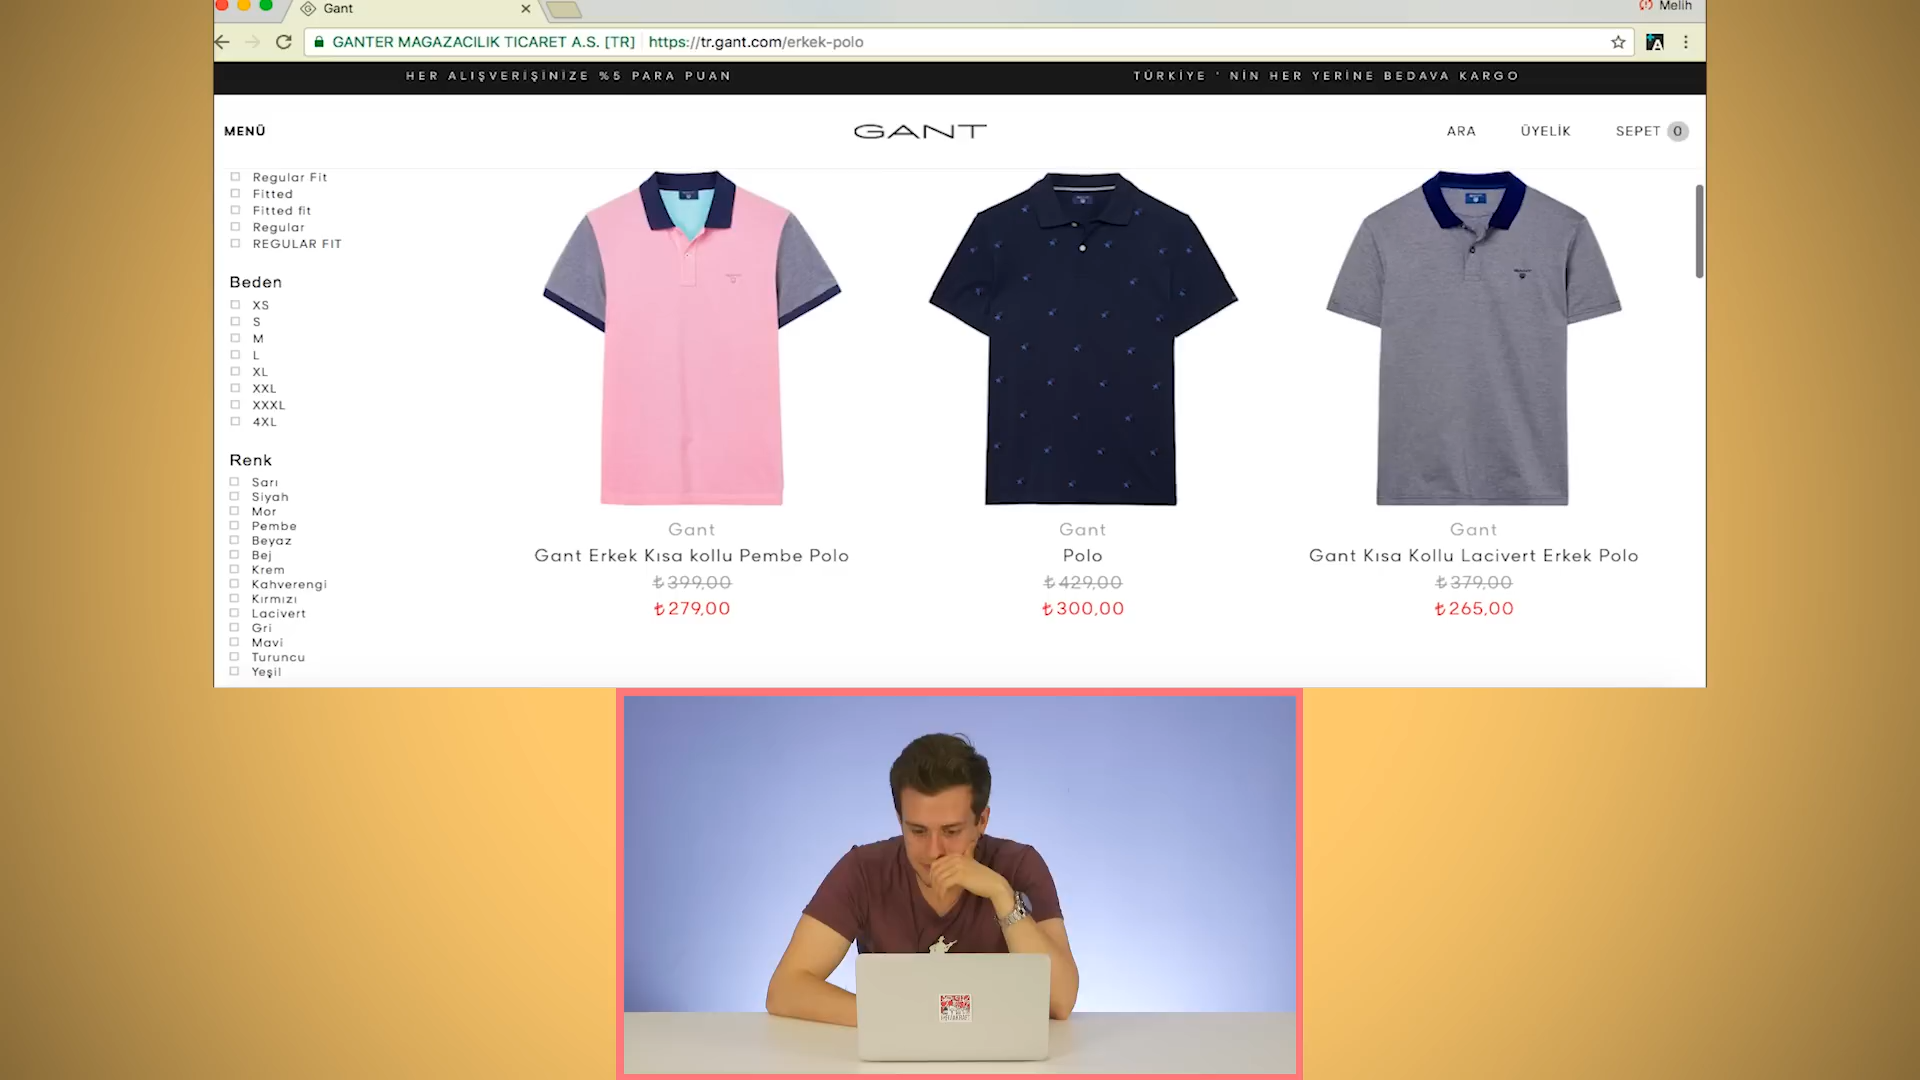 Gant
Melih
GANTER MAGAZACILIK TICARET A.S. [TR]
https://tr.gant.com/erkek-polo
HER ALIŞVERİŞİNİZE %5 PARA PUAN
TÜRKİYE ' NİN HER YERİNE BEDAVA KARGO
MENÜ
GANT
ARA
ÜYELİK
SEPET 0
Regular Fit
Fitted
Fitted fit
Regular
REGULAR FIT
Beden
XS
S
M
L
XL
XXL
XXXL
4XL
Renk
Sarı
Siyah
Mor
Pembe
Beyaz
Bej
Krem
Kahverengi
Kırmızı
Lacivert
Gri
Mavi
Turuncu
Yeşil
Gant
Gant Erkek Kısa kollu Pembe Polo
₺399,00
₺279,00
Gant
Polo
₺429,00
₺300,00
Gant
Gant Kısa Kollu Lacivert Erkek Polo
₺379,00
₺265,00